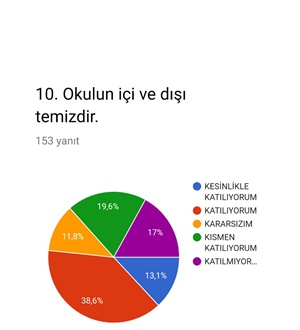 10. Okulun içi ve dışı
temizdir.
153 yanıt
KESİNLİKLE
KATILIYORUM
KATILIYORUM
KARARSIZIM
KISMEN
KATILIYORUM
KATILMIYOR...
19,6%
17%
11,8%
13,1%
38,6%